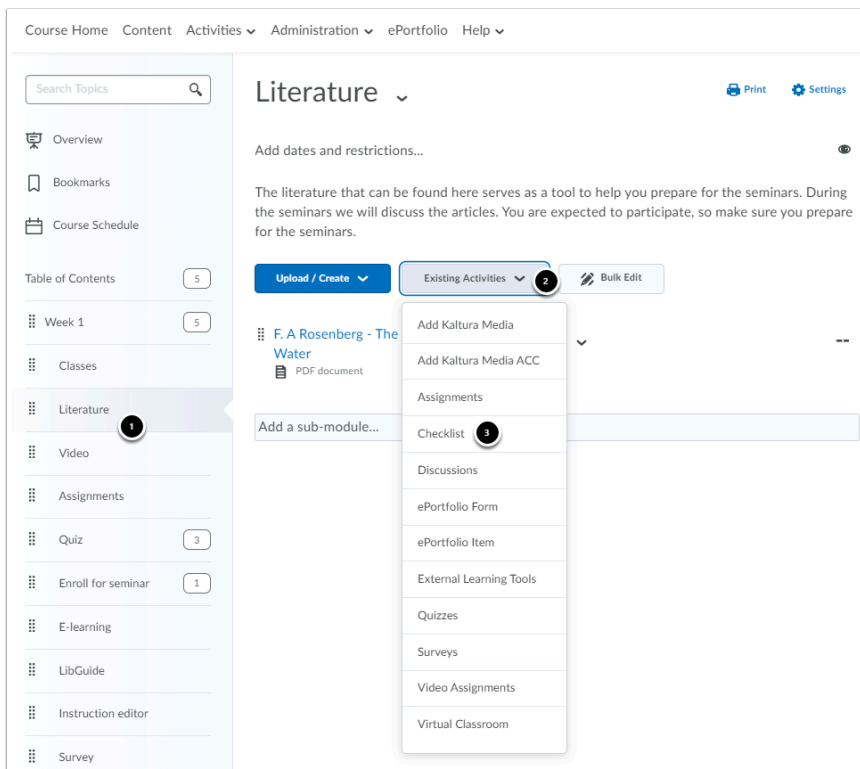 Course Home Content Activities Administration ePortfolio Help
Search Topics
Overview
Bookmarks
Course Schedule
Table of Contents 5
Week 1 5
Classes
Literature 1
Video
Assignments
Quiz 3
Enroll for seminar 1
E-learning
LibGuide
Instruction editor
Survey
Literature
Print Settings
Add dates and restrictions...
The literature that can be found here serves as a tool to help you prepare for the seminars. During
the seminars we will discuss the articles. You are expected to participate, so make sure you prepare
for the seminars.
Upload / Create Existing Activities 2 Bulk Edit
F. A Rosenberg - The
Water
PDF document
Add a sub-module...
Add Kaltura Media
Add Kaltura Media ACC
Assignments
Checklist 3
Discussions
ePortfolio Form
ePortfolio Item
External Learning Tools
Quizzes
Surveys
Video Assignments
Virtual Classroom
--